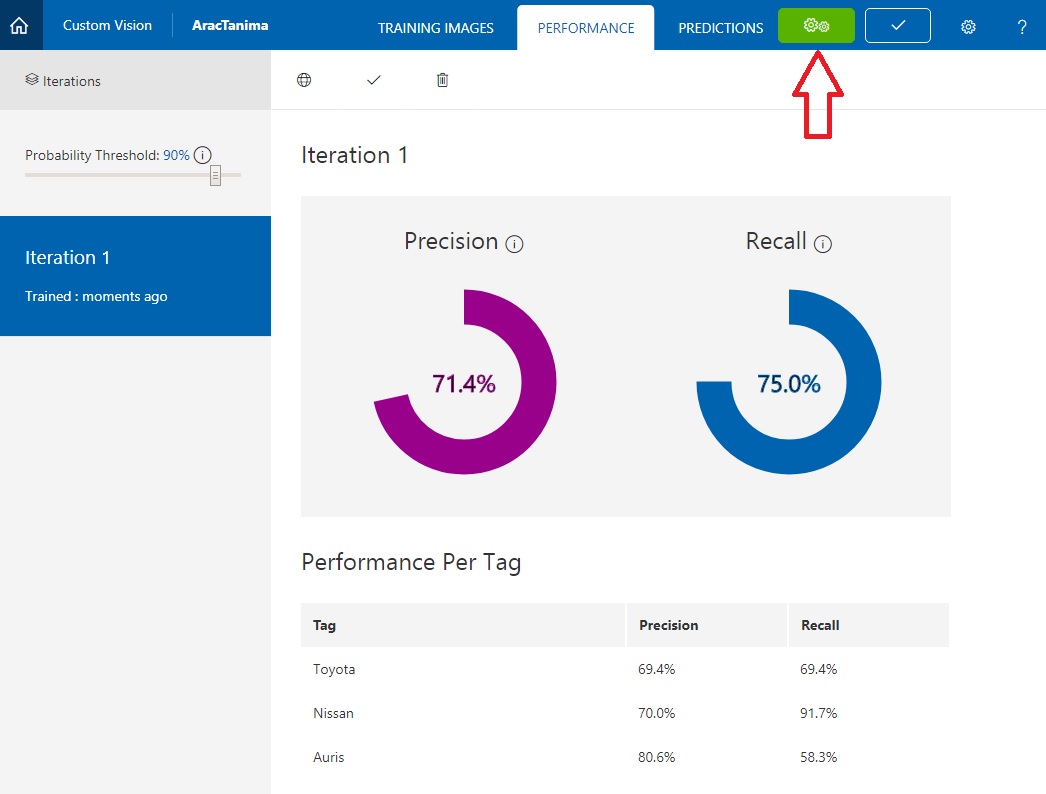 Custom Vision AracTanima TRAINING IMAGES PERFORMANCE PREDICTIONS ?
Iterations
Probability Threshold: 90%
Iteration 1
Trained : moments ago
Iteration 1
Precision Recall
71.4% 75.0%
Performance Per Tag
Tag Precision Recall
Toyota 69.4% 69.4%
Nissan 70.0% 91.7%
Auris 80.6% 58.3%